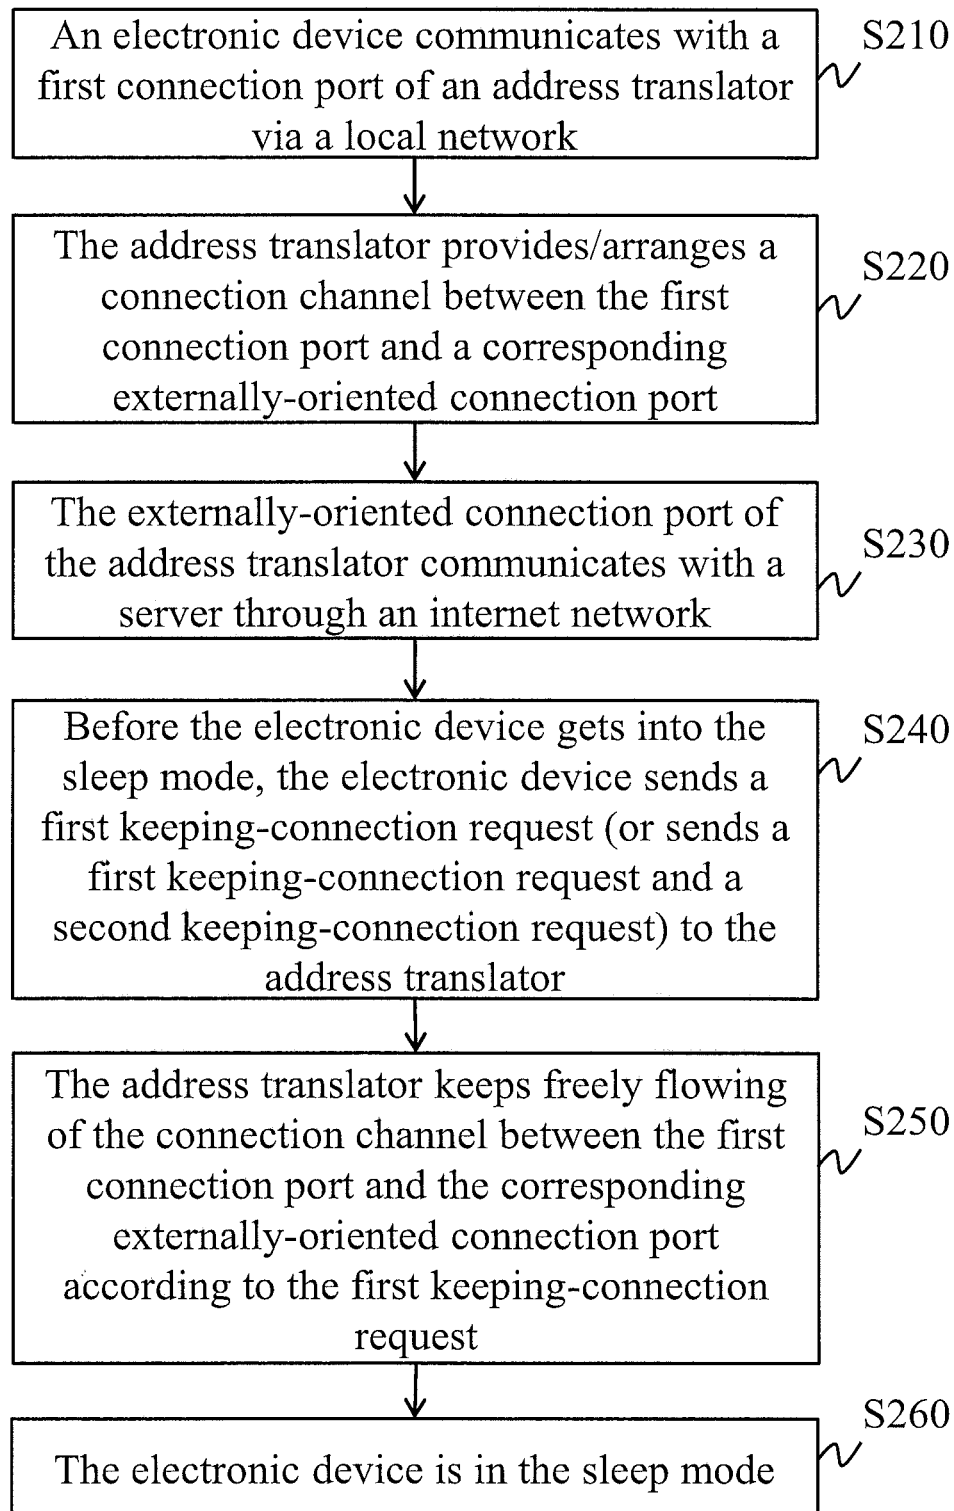 An electronic device communicates with a
first connection port of an address translator
via a local network
S210
The address translator provides/arranges a
connection channel between the first
connection port and a corresponding
externally-oriented connection port
S220
The externally-oriented connection port of
the address translator communicates with a
server through an internet network
S230
Before the electronic device gets into the
sleep mode, the electronic device sends a
first keeping-connection request (or sends a
first keeping-connection request and a
second keeping-connection request) to the
address translator
S240
The address translator keeps freely flowing
of the connection channel between the first
connection port and the corresponding
externally-oriented connection port
according to the first keeping-connection
request
S250
The electronic device is in the sleep mode
S260